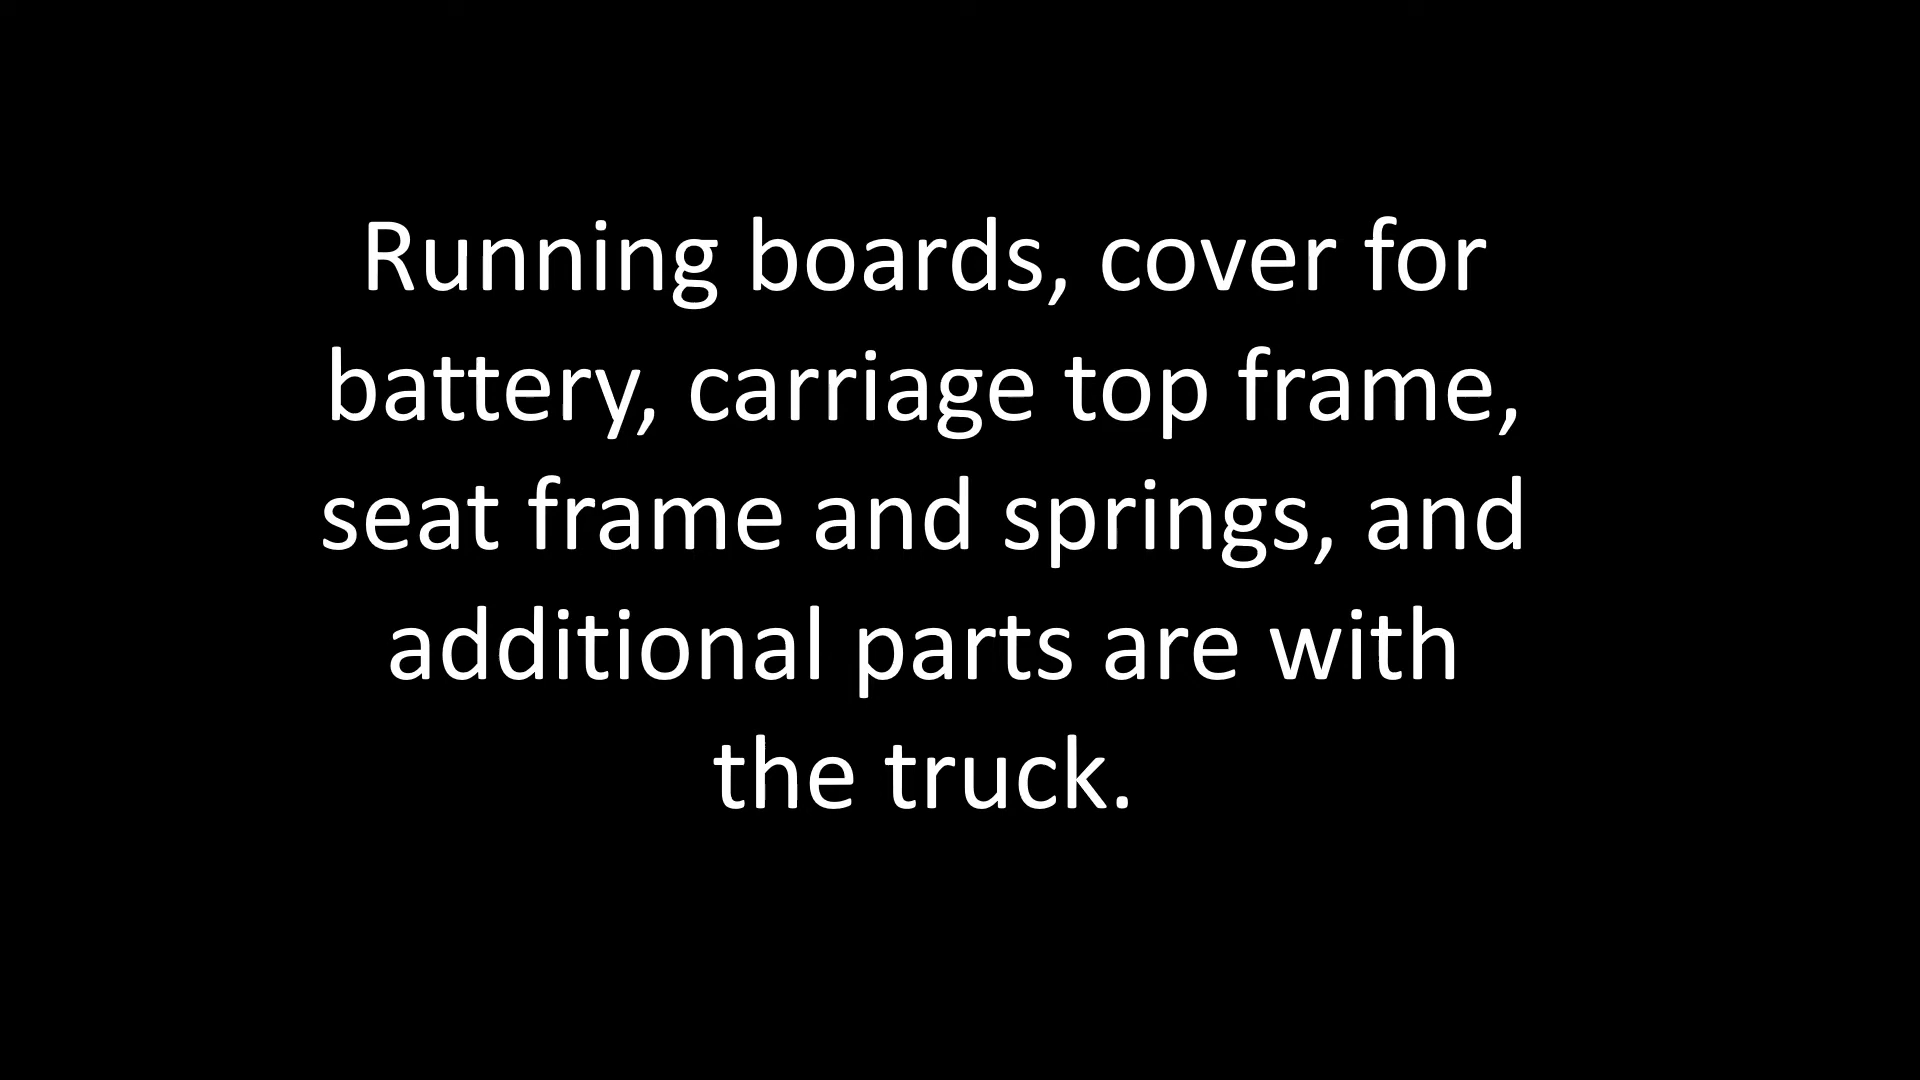 Running boards, cover for
battery, carriage top frame,
seat frame and springs, and
additional parts are with
the truck.